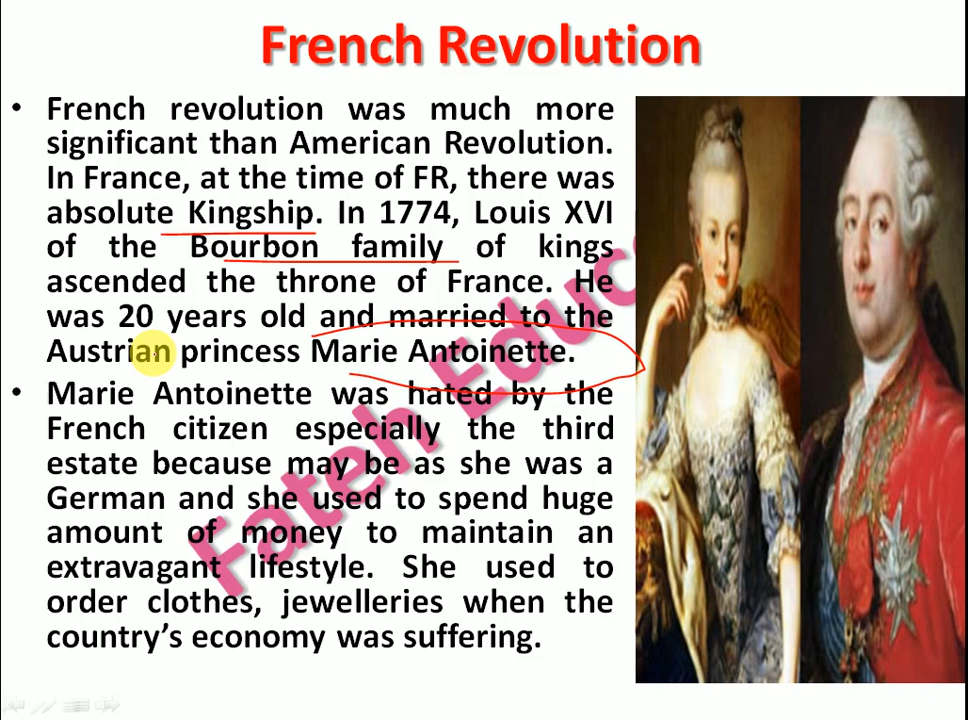 French Revolution
• French revolution was much more
significant than American Revolution.
In France, at the time of FR, there was
absolute Kingship. In 1774, Louis XVI
of the Bourbon family of kings
ascended the throne of France. He
was 20 years old and married to the
Austrian princess Marie Antoinette.
• Marie Antoinette was hated by the
French citizen especially the third
estate because may be as she was a
German and she used to spend huge
amount of money to maintain an
extravagant lifestyle. She used to
order clothes, jewelleries when the
country's economy was suffering.
Fateh Educ